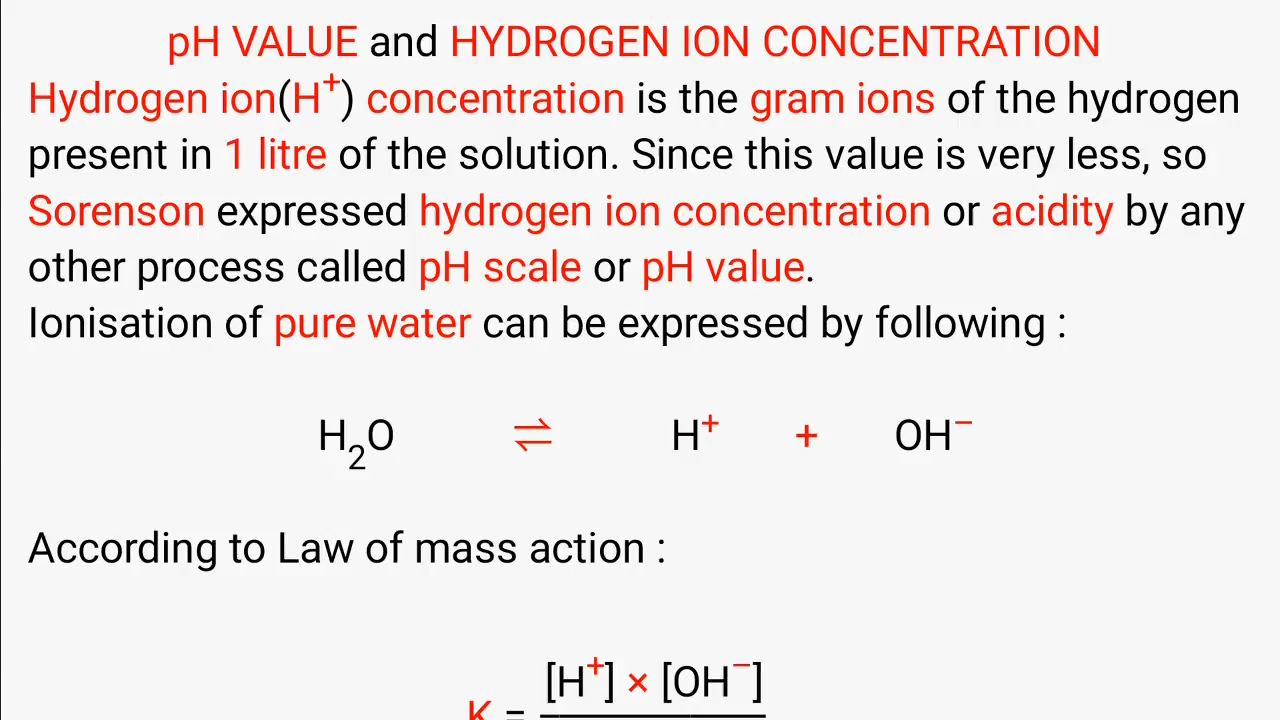 pH VALUE and HYDROGEN ION CONCENTRATION
Hydrogen ion(H⁺) concentration is the gram ions of the hydrogen
present in 1 litre of the solution. Since this value is very less, so
Sorenson expressed hydrogen ion concentration or acidity by any
other process called pH scale or pH value.
Ionisation of pure water can be expressed by following :
H₂O ⇌ H⁺ + OH⁻
According to Law of mass action :
[H⁺] × [OH⁻]
K =